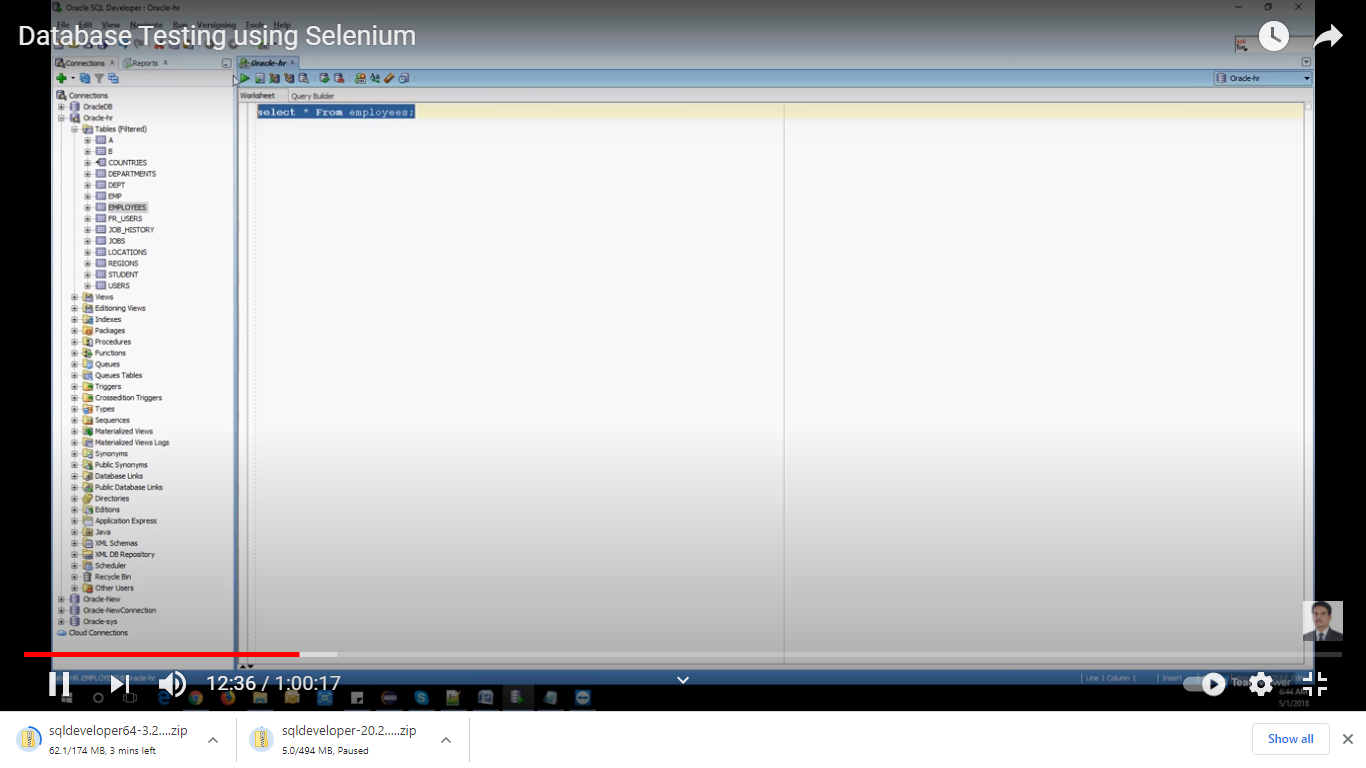 Oracle SQL Developer : Oracle-hr
File Edit View Navigate Run Versioning Tools Help
Database Testing using Selenium
Connections Reports Oracle-hr
Oracle-hr
Worksheet Query Builder
select * From employees;
Connections
OracleDB
Oracle-hr
Tables (Filtered)
A
B
COUNTRIES
DEPARTMENTS
DEPT
EMP
EMPLOYEES
FR_USERS
JOB_HISTORY
JOBS
LOCATIONS
REGIONS
STUDENT
USERS
Views
Editioning Views
Indexes
Packages
Procedures
Functions
Queues
Queues Tables
Triggers
Crossedition Triggers
Types
Sequences
Materialized Views
Materialized Views Logs
Synonyms
Public Synonyms
Database Links
Public Database Links
Directories
Editions
Application Express
Java
XML Schemas
XML DB Repository
Scheduler
Recycle Bin
Other Users
Oracle-New
Oracle-NewConnection
Oracle-sys
Cloud Connections
Line 1 Column 1 Insert
12:36 / 1:00:17
6:44 AM
5/1/2018
sqldeveloper64-3.2....zip
62.1/174 MB, 3 mins left
sqldeveloper-20.2.....zip
5.0/494 MB, Paused
Show all